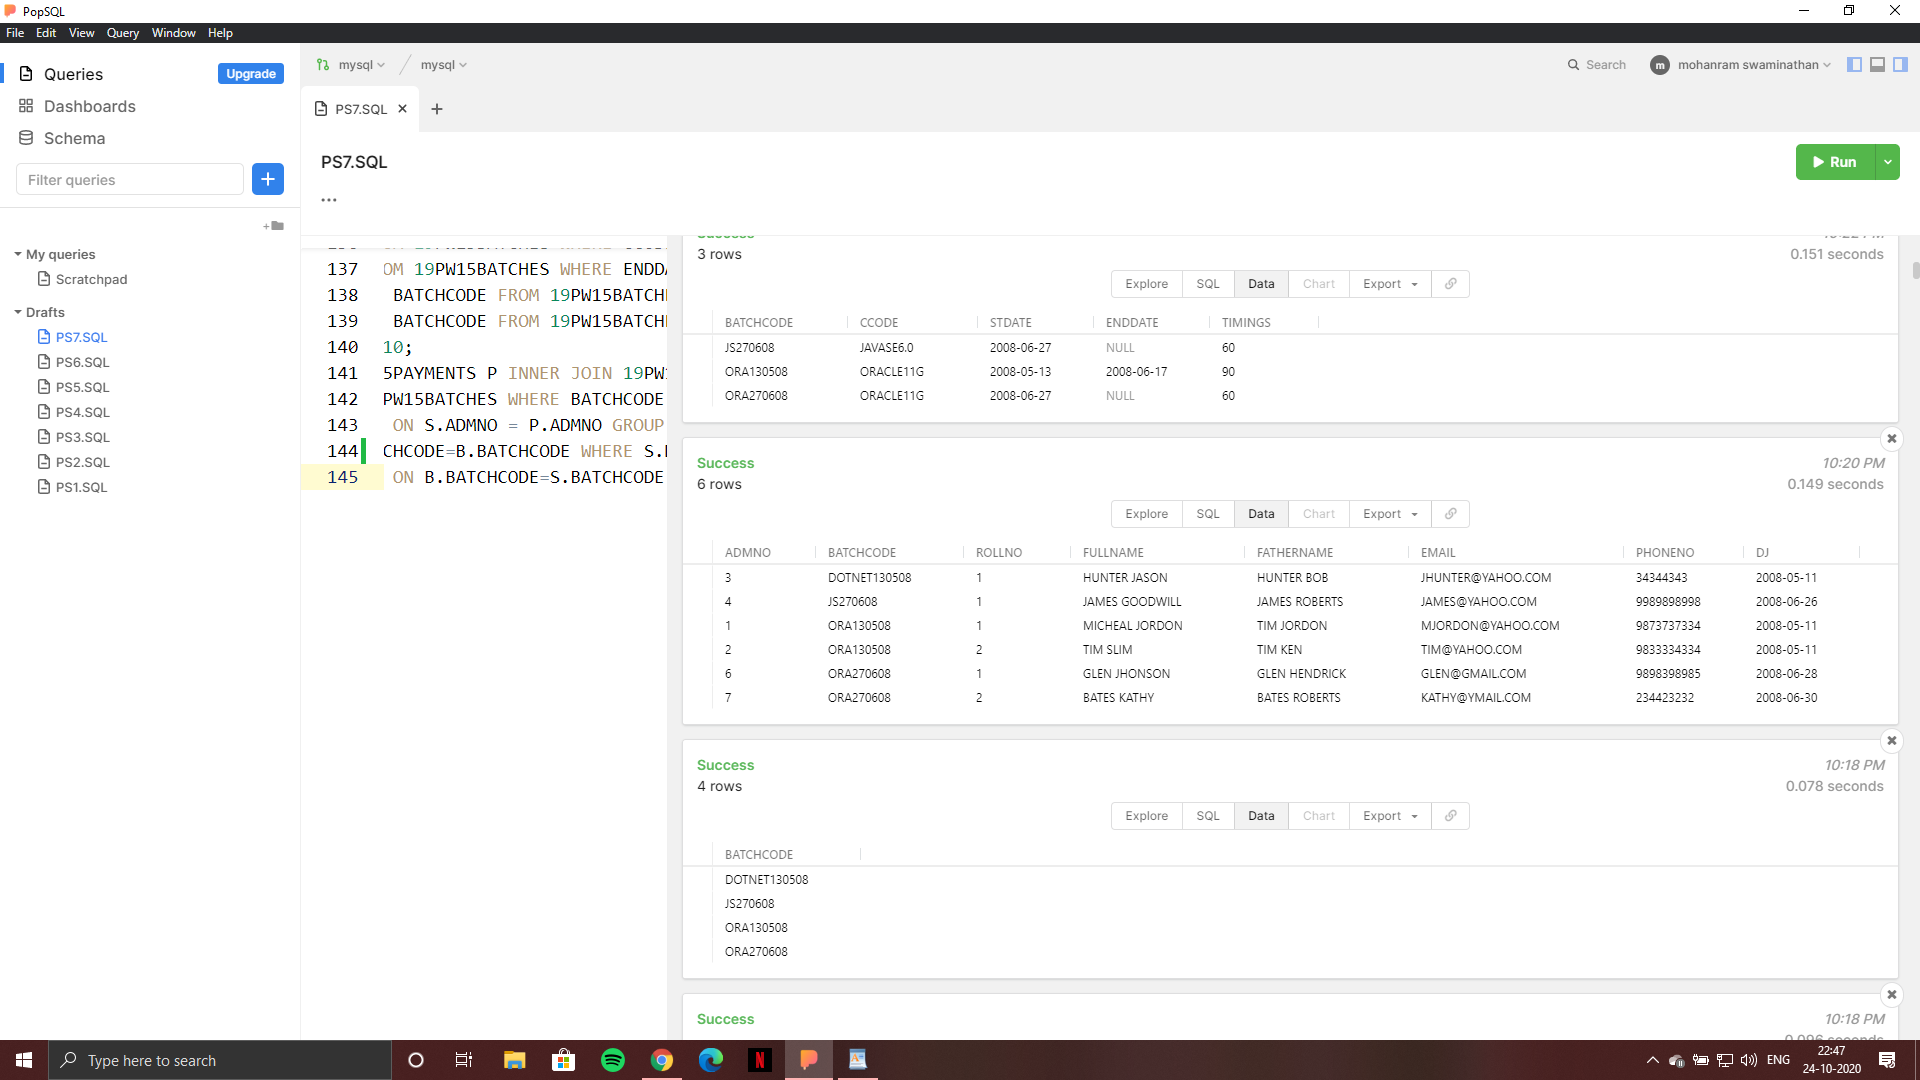 PopSQL
File Edit View Query Window Help
Queries
Upgrade
Dashboards
Schema
Filter queries
+
My queries
Scratchpad
Drafts
PS7.SQL
PS6.SQL
PS5.SQL
PS4.SQL
PS3.SQL
PS2.SQL
PS1.SQL
mysql mysql
Search
m mohanram swaminathan
PS7.SQL
PS7.SQL
...
Run
137 OM 19PW15BATCHES WHERE ENDDA
138 BATCHCODE FROM 19PW15BATCH
139 BATCHCODE FROM 19PW15BATCH
140 10;
141 5PAYMENTS P INNER JOIN 19PW
142 PW15BATCHES WHERE BATCHCODE
143 ON S.ADMNO = P.ADMNO GROUP
144 CHCODE=B.BATCHCODE WHERE S.
145 ON B.BATCHCODE=S.BATCHCODE
3 rows
0.151 seconds
Explore SQL Data Chart Export
BATCHCODE CCODE STDATE ENDDATE TIMINGS
JS270608 JAVASE6.0 2008-06-27 NULL 60
ORA130508 ORACLE11G 2008-05-13 2008-06-17 90
ORA270608 ORACLE11G 2008-06-27 NULL 60
Success 10:20 PM
6 rows 0.149 seconds
Explore SQL Data Chart Export
ADMNO BATCHCODE ROLLNO FULLNAME FATHERNAME EMAIL PHONENO DJ
3 DOTNET130508 1 HUNTER JASON HUNTER BOB JHUNTER@YAHOO.COM 34344343 2008-05-11
4 JS270608 1 JAMES GOODWILL JAMES ROBERTS JAMES@YAHOO.COM 9989898998 2008-06-26
1 ORA130508 1 MICHEAL JORDON TIM JORDON MJORDON@YAHOO.COM 9873737334 2008-05-11
2 ORA130508 2 TIM SLIM TIM KEN TIM@YAHOO.COM 9833334334 2008-05-11
6 ORA270608 1 GLEN JHONSON GLEN HENDRICK GLEN@GMAIL.COM 9898398985 2008-06-28
7 ORA270608 2 BATES KATHY BATES ROBERTS KATHY@YMAIL.COM 234423232 2008-06-30
Success 10:18 PM
4 rows 0.078 seconds
Explore SQL Data Chart Export
BATCHCODE
DOTNET130508
JS270608
ORA130508
ORA270608
Success 10:18 PM
Type here to search
ENG
22:47
24-10-2020